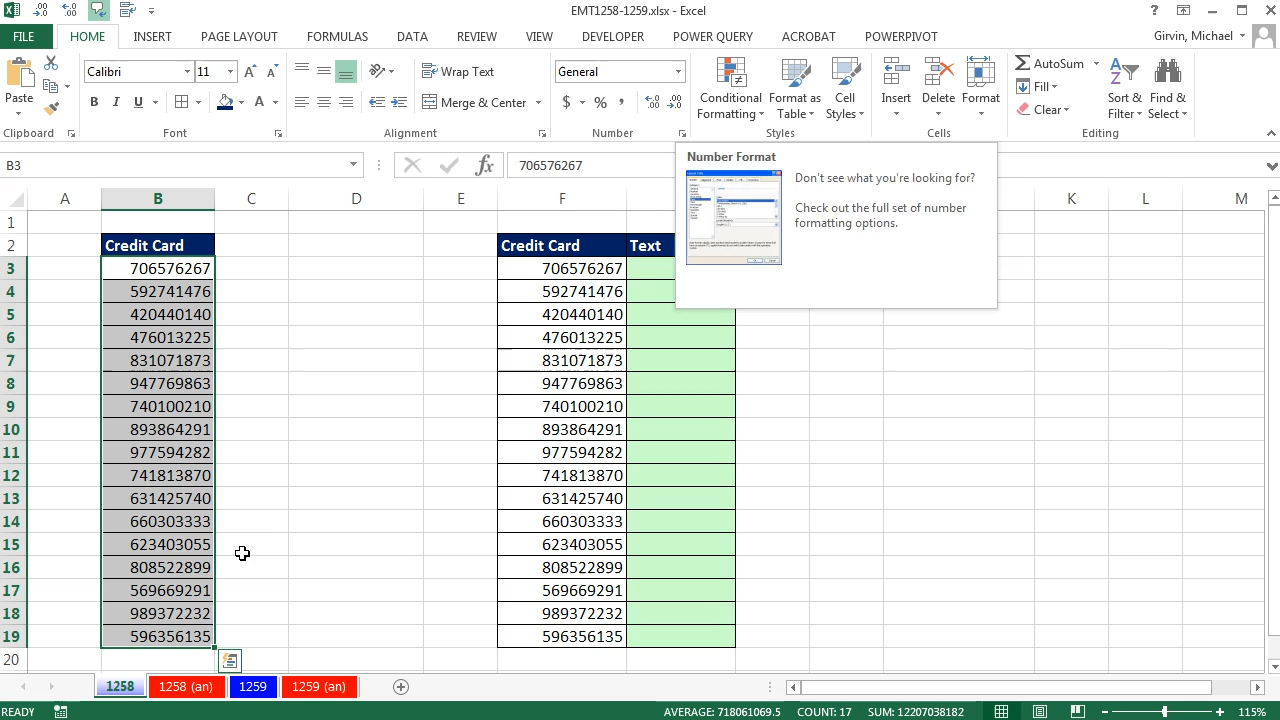 EMT1258-1259.xlsx - Excel
FILE HOME INSERT PAGE LAYOUT FORMULAS DATA REVIEW VIEW DEVELOPER POWER QUERY ACROBAT POWERPIVOT Girvin, Michael
Paste
Calibri 11
B I U
Wrap Text
Merge & Center
General
$ % ,
Conditional Formatting
Format as Table
Cell Styles
Insert
Delete
Format
AutoSum
Fill
Clear
Sort & Filter
Find & Select
Clipboard Font Alignment Number Styles Cells Editing
B3 fx 706576267
Number Format
Don't see what you're looking for?
Check out the full set of number
formatting options.
A B C D E F K L M
1
2 Credit Card Credit Card Text
3 706576267 706576267
4 592741476 592741476
5 420440140 420440140
6 476013225 476013225
7 831071873 831071873
8 947769863 947769863
9 740100210 740100210
10 893864291 893864291
11 977594282 977594282
12 741813870 741813870
13 631425740 631425740
14 660303333 660303333
15 623403055 623403055
16 808522899 808522899
17 569669291 569669291
18 989372232 989372232
19 596356135 596356135
20
1258 1258 (an) 1259 1259 (an)
READY AVERAGE: 718061069.5 COUNT: 17 SUM: 12207038182 115%